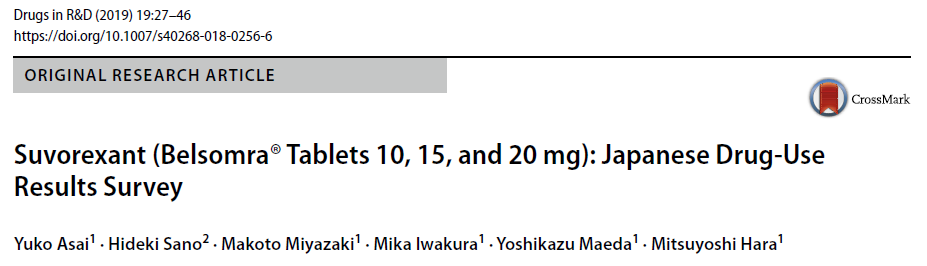 Drugs in R&D (2019) 19:27–46
https://doi.org/10.1007/s40268-018-0256-6
ORIGINAL RESEARCH ARTICLE
CrossMark
Suvorexant (Belsomra® Tablets 10, 15, and 20 mg): Japanese Drug-Use
Results Survey
Yuko Asai¹ · Hideki Sano² · Makoto Miyazaki¹ · Mika Iwakura¹ · Yoshikazu Maeda¹ · Mitsuyoshi Hara¹